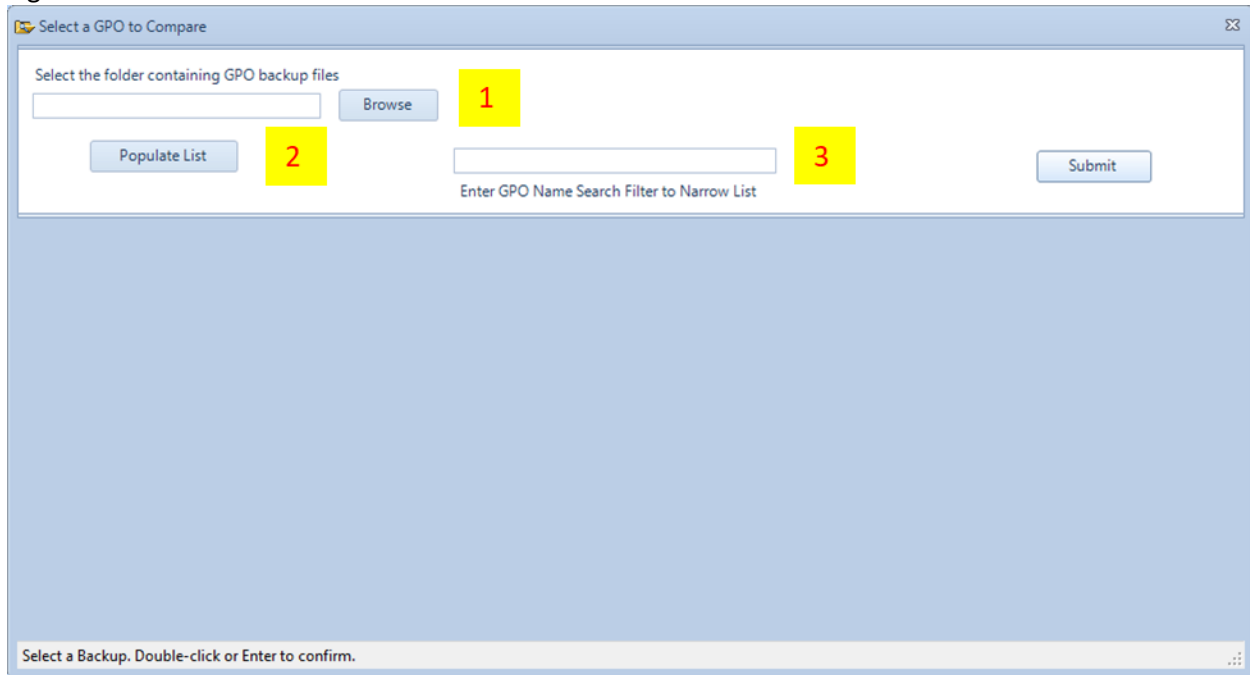 Select a GPO to Compare
Select the folder containing GPO backup files
Browse
1
Populate List
2
3
Submit
Enter GPO Name Search Filter to Narrow List
Select a Backup. Double-click or Enter to confirm.